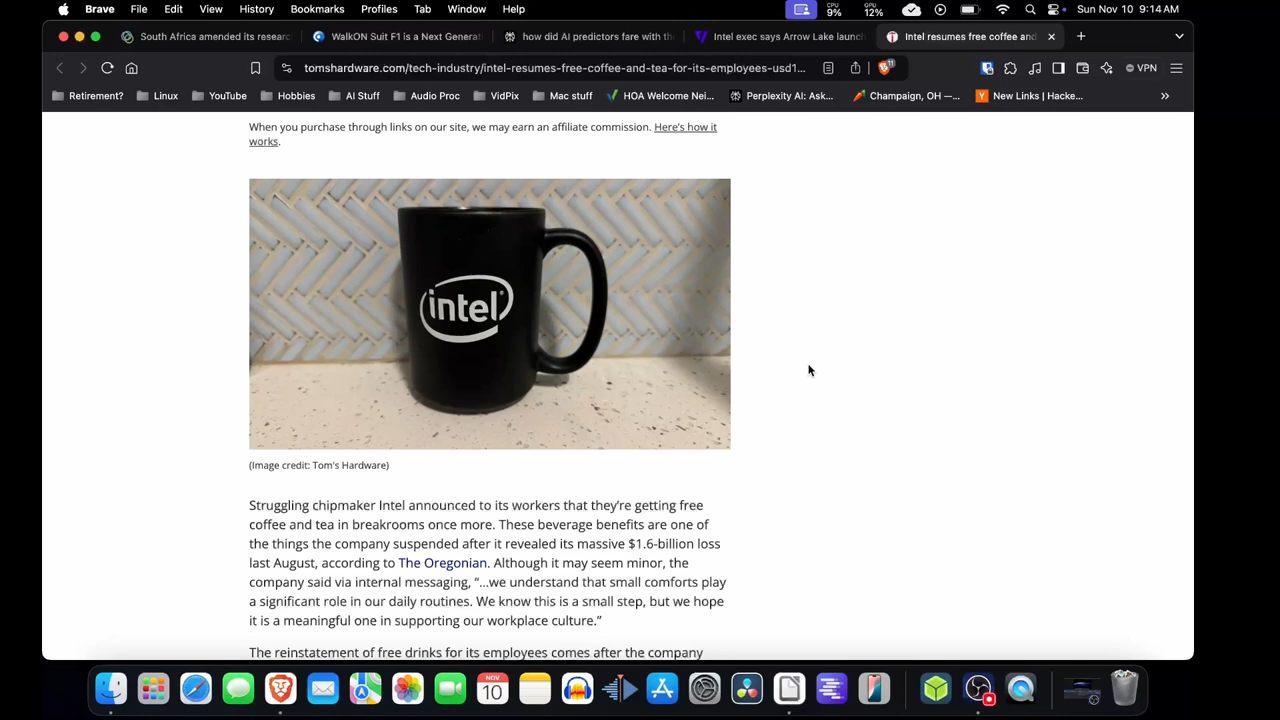 Brave File Edit View History Bookmarks Profiles Tab Window Help CPU 9% GPU 12% Sun Nov 10 9:14 AM
South Africa amended its researc WalkON Suit F1 is a Next Generati how did AI predictors fare with the Intel exec says Arrow Lake launch Intel resumes free coffee and
tomshardware.com/tech-industry/intel-resumes-free-coffee-and-tea-for-its-employees-usd1... 11 VPN
Retirement? Linux YouTube Hobbies AI Stuff Audio Proc VidPix Mac stuff HOA Welcome Nei... Perplexity AI: Ask... Champaign, OH —... New Links | Hacke... »
When you purchase through links on our site, we may earn an affiliate commission. Here's how it
works.
intel
(Image credit: Tom's Hardware)
Struggling chipmaker Intel announced to its workers that they're getting free
coffee and tea in breakrooms once more. These beverage benefits are one of
the things the company suspended after it revealed its massive $1.6-billion loss
last August, according to The Oregonian. Although it may seem minor, the
company said via internal messaging, “...we understand that small comforts play
a significant role in our daily routines. We know this is a small step, but we hope
it is a meaningful one in supporting our workplace culture.”
The reinstatement of free drinks for its employees comes after the company
NOV
10